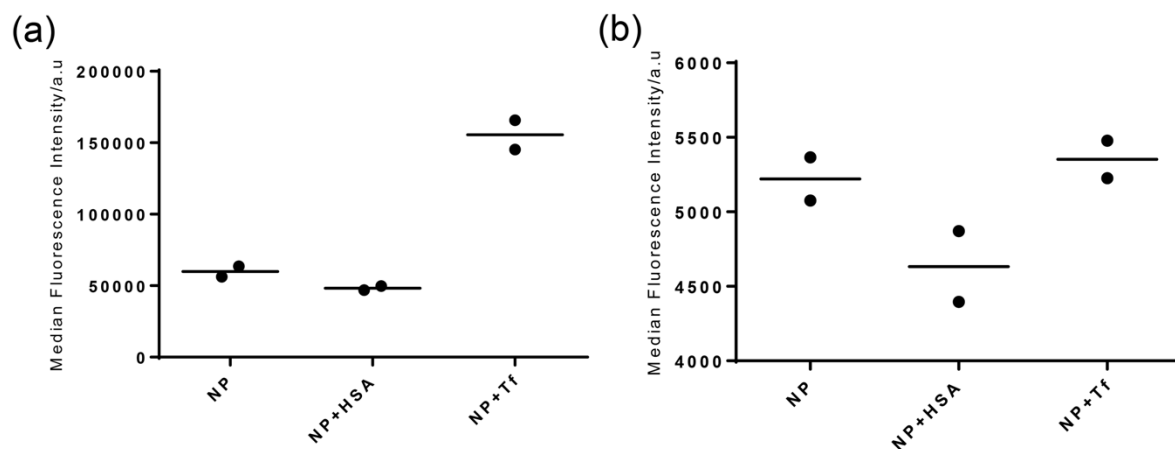 (a)
Median Fluorescence Intensity/a.u
200000
150000
100000
50000
0
NP
NP+HSA
NP+Tf
(b)
Median Fluorescence Intensity/a.u
6000
5500
5000
4500
4000
NP
NP+HSA
NP+Tf